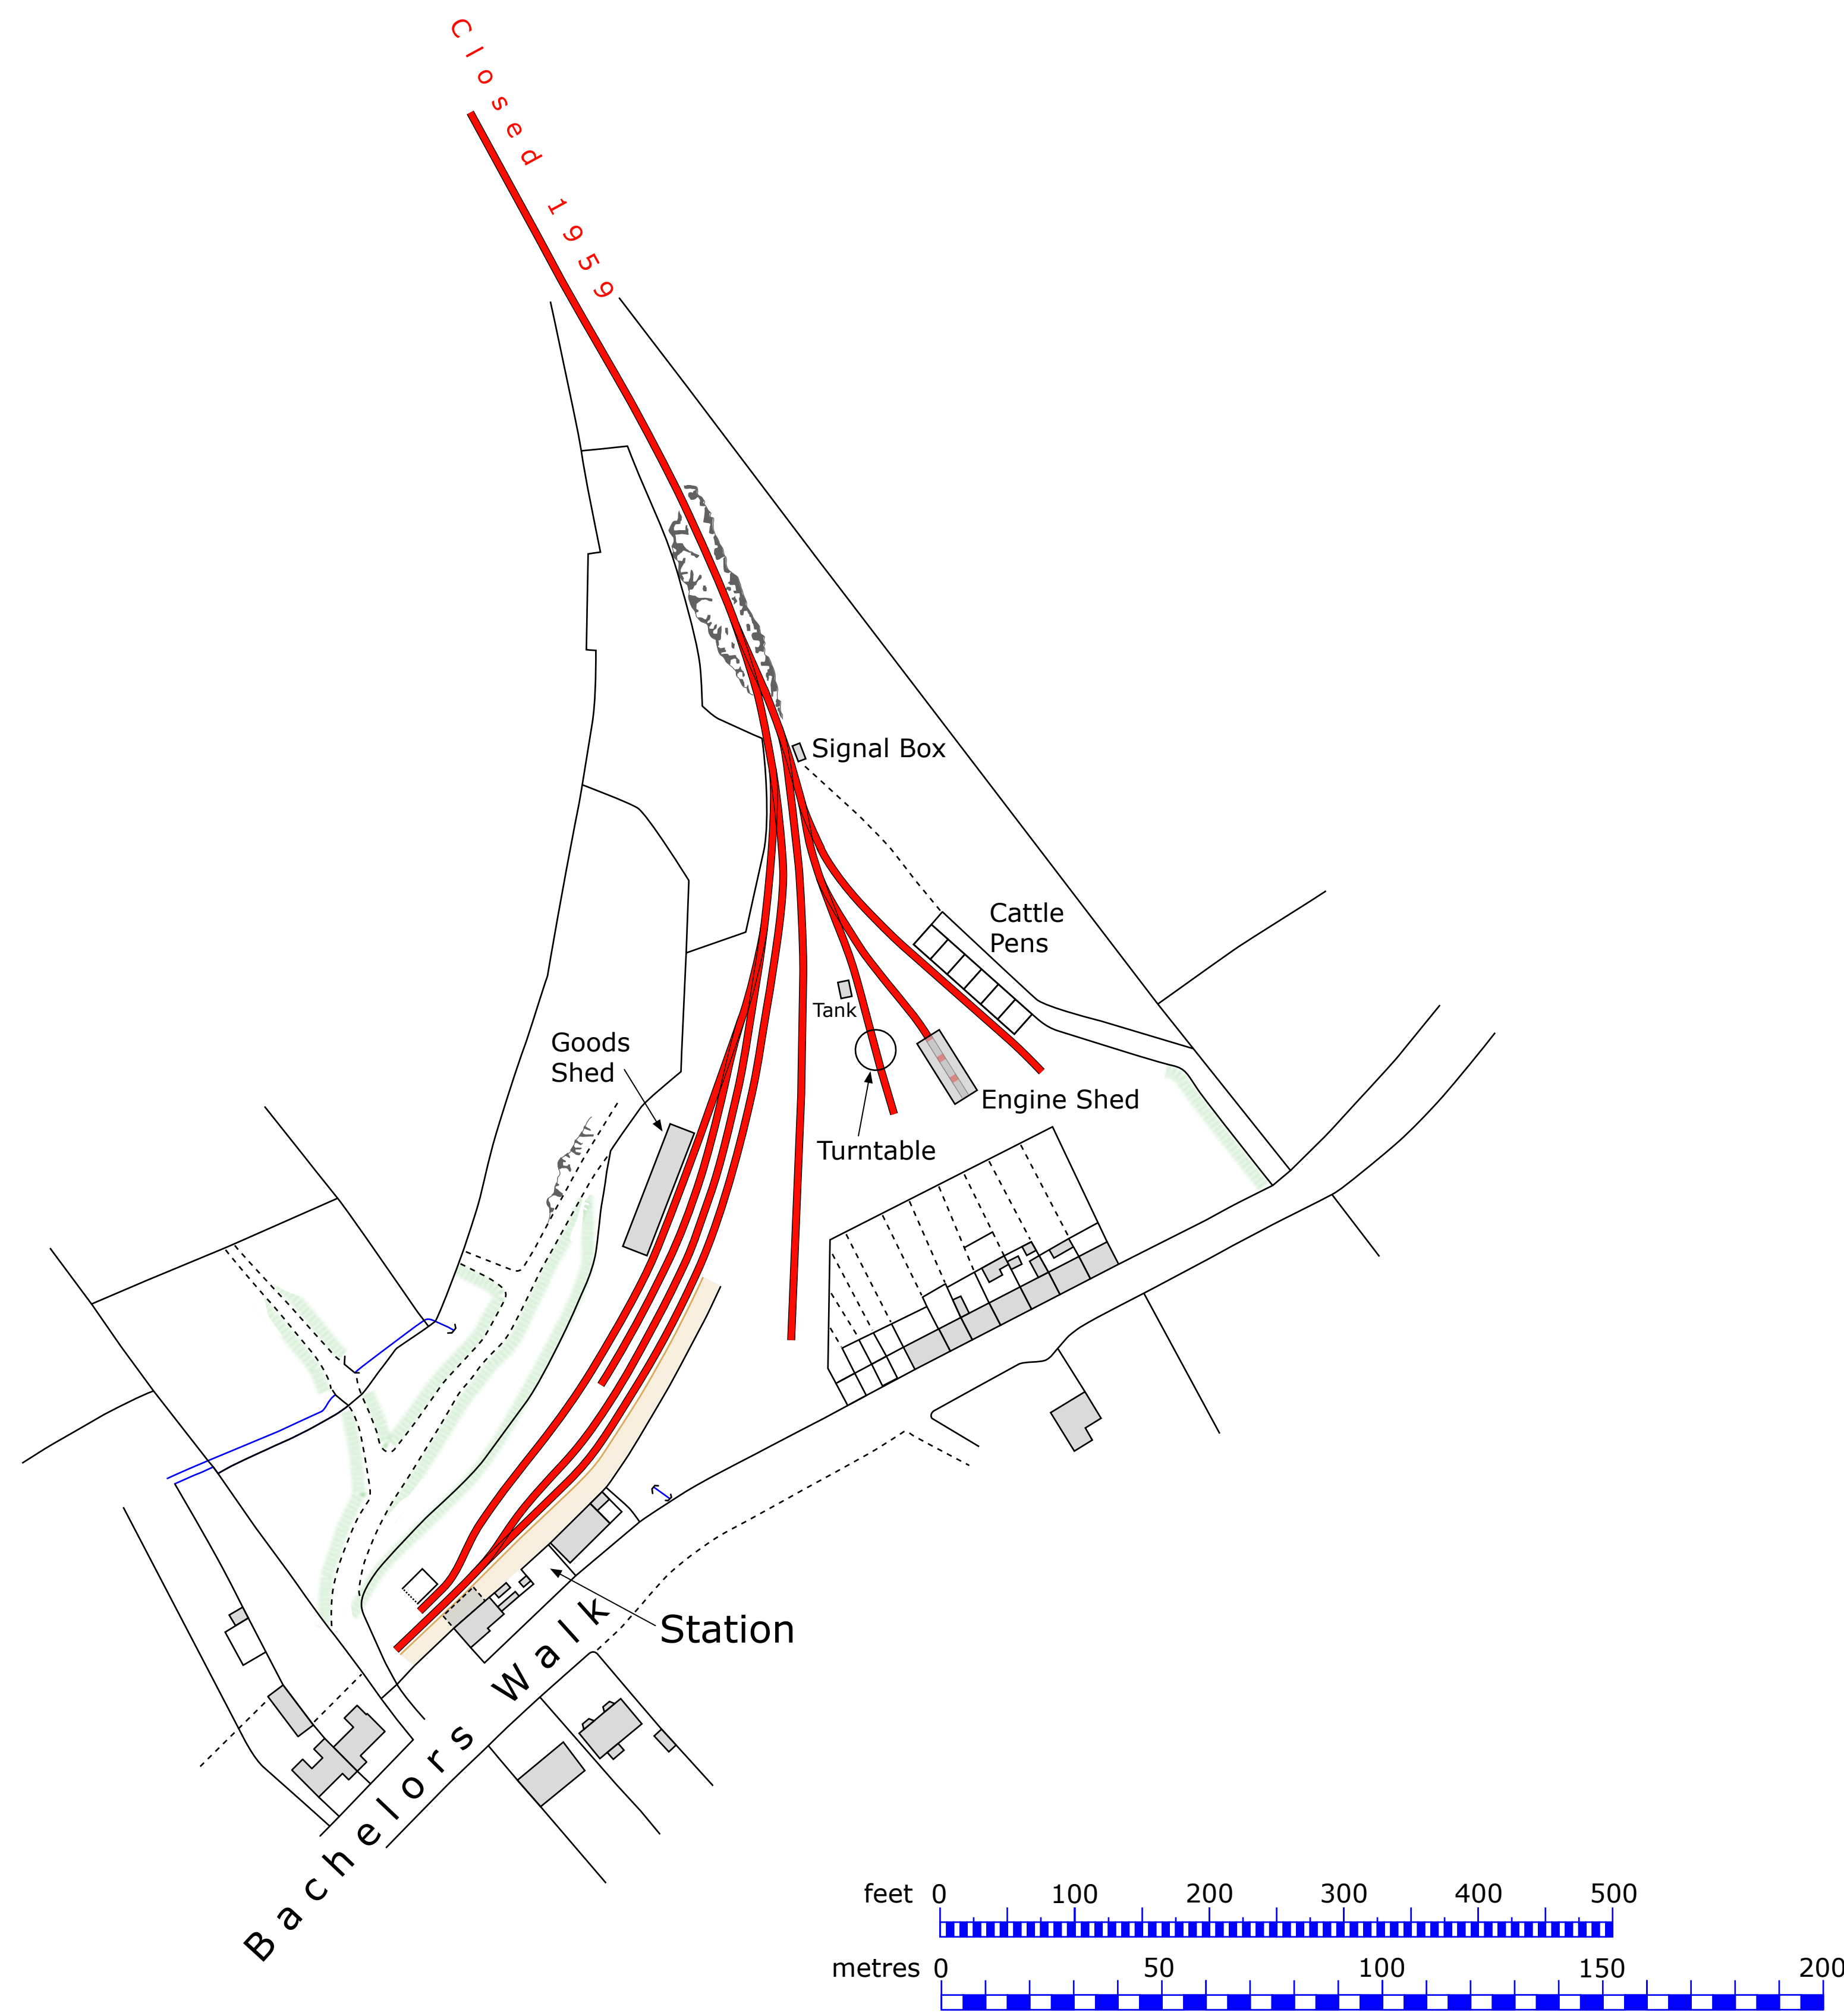 Closed 1959
Signal Box
Cattle
Pens
Tank
Goods
Shed
Engine Shed
Turntable
Station
Bachelors Walk
feet 0 100 200 300 400 500
metres 0 50 100 150 200